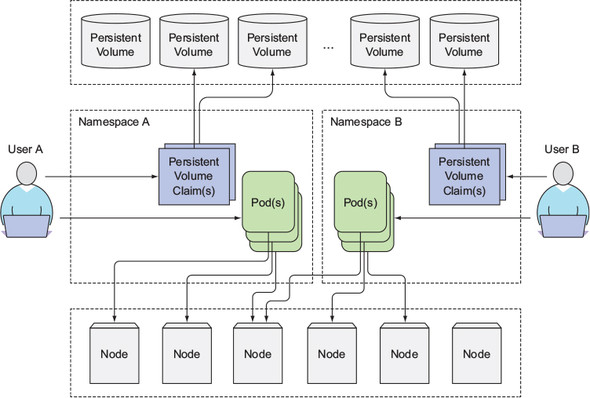 Persistent
Volume
Persistent
Volume
Persistent
Volume
...
Persistent
Volume
Persistent
Volume
Namespace A
Namespace B
User A
User B
Persistent
Volume
Claim(s)
Persistent
Volume
Claim(s)
Pod(s)
Pod(s)
Node
Node
Node
Node
Node
Node